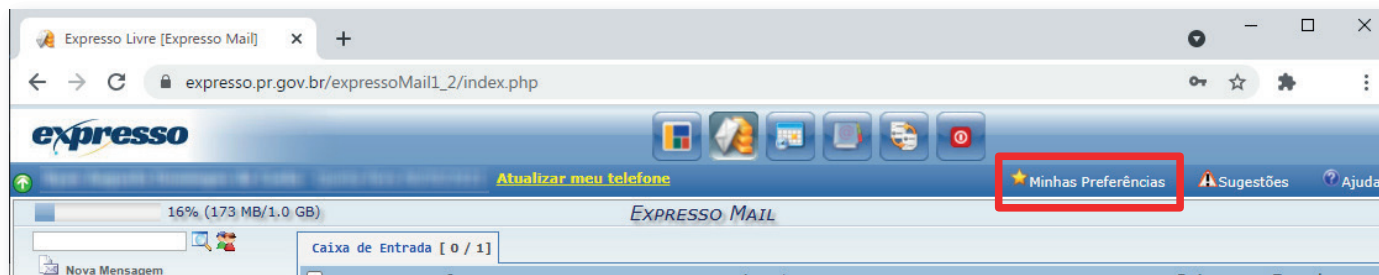 Expresso Livre [Expresso Mail]
expresso.pr.gov.br/expressoMail1_2/index.php
expresso
Atualizar meu telefone
Minhas Preferências
Sugestões
Ajuda
16% (173 MB/1.0 GB)
EXPRESSO MAIL
Caixa de Entrada [ 0 / 1]
Nova Mensagem